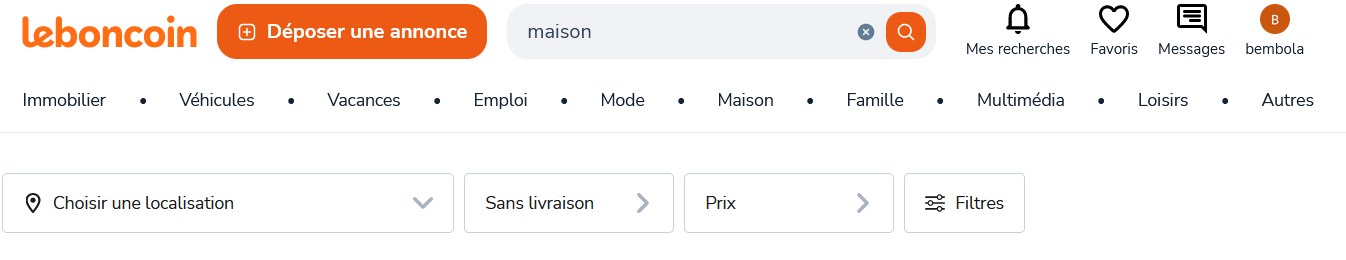 leboncoin
Déposer une annonce
maison
Mes recherches
Favoris
Messages
B
bembola
Immobilier • Véhicules • Vacances • Emploi • Mode • Maison • Famille • Multimédia • Loisirs • Autres
Choisir une localisation
Sans livraison
Prix
Filtres